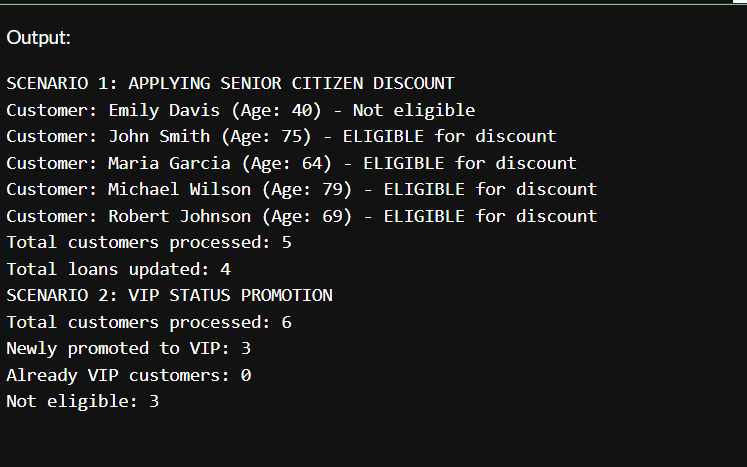 Output:
SCENARIO 1: APPLYING SENIOR CITIZEN DISCOUNT
Customer: Emily Davis (Age: 40) - Not eligible
Customer: John Smith (Age: 75) - ELIGIBLE for discount
Customer: Maria Garcia (Age: 64) - ELIGIBLE for discount
Customer: Michael Wilson (Age: 79) - ELIGIBLE for discount
Customer: Robert Johnson (Age: 69) - ELIGIBLE for discount
Total customers processed: 5
Total loans updated: 4
SCENARIO 2: VIP STATUS PROMOTION
Total customers processed: 6
Newly promoted to VIP: 3
Already VIP customers: 0
Not eligible: 3